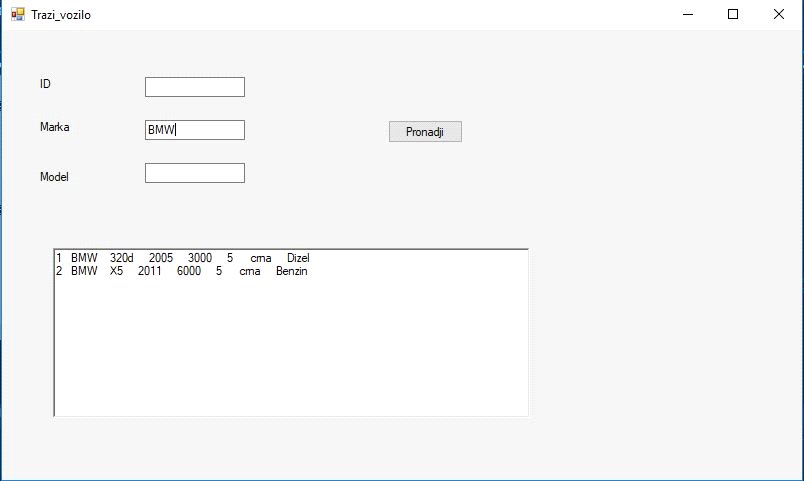 Trazi_vozilo
ID
Marka BMW Pronadji
Model
1 BMW 320d 2005 3000 5 crna Dizel
2 BMW X5 2011 6000 5 crna Benzin